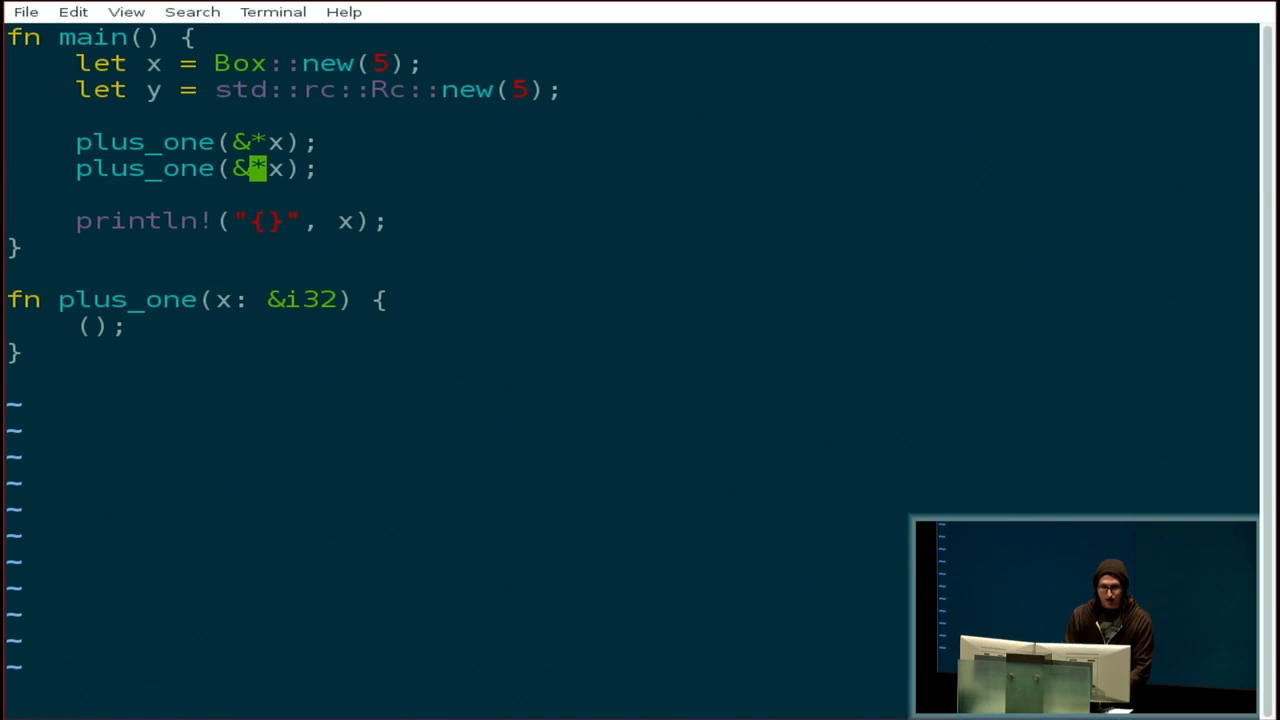 File Edit View Search Terminal Help
fn main() {
    let x = Box::new(5);
    let y = std::rc::Rc::new(5);
    plus_one(&*x);
    plus_one(&*x);
    println!("{}", x);
}
fn plus_one(x: &i32) {
    ();
}
~
~
~
~
~
~
~
~
~
~
~